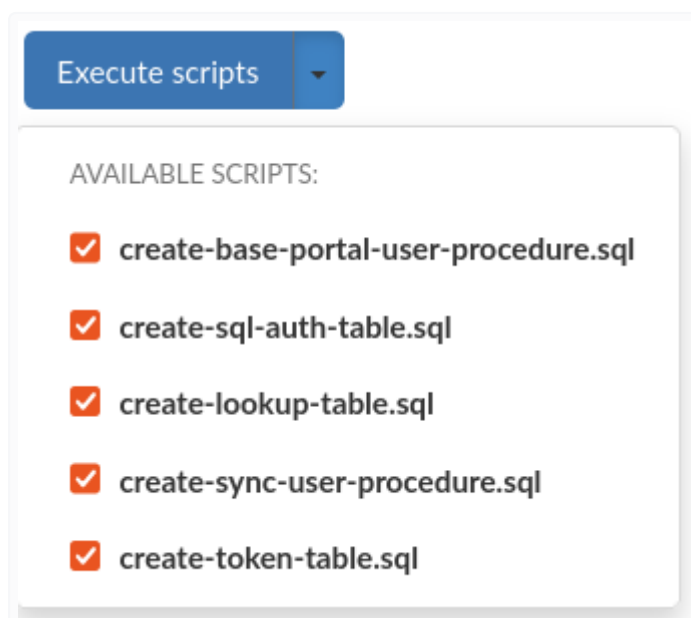 Execute scripts
AVAILABLE SCRIPTS:
create-base-portal-user-procedure.sql
create-sql-auth-table.sql
create-lookup-table.sql
create-sync-user-procedure.sql
create-token-table.sql